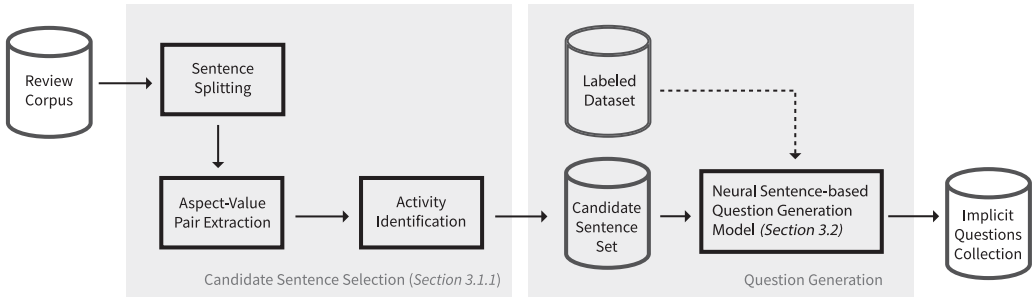 Review
Corpus
Sentence
Splitting
Aspect-Value
Pair Extraction
Activity
Identification
Candidate Sentence Selection (Section 3.1.1)
Labeled
Dataset
Candidate
Sentence
Set
Neural Sentence-based
Question Generation
Model (Section 3.2)
Question Generation
Implicit
Questions
Collection